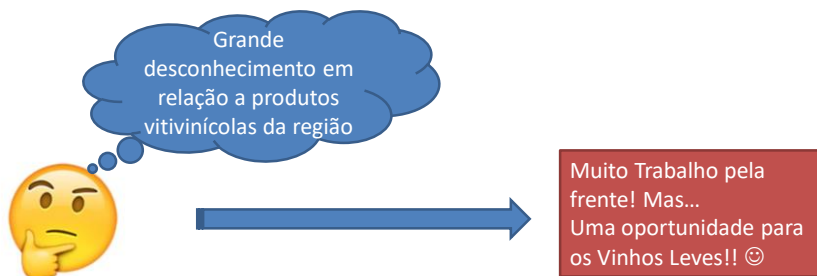 Grande
desconhecimento em
relação a produtos
vitivinícolas da região
Muito Trabalho pela
frente! Mas...
Uma oportunidade para
os Vinhos Leves!! ☺